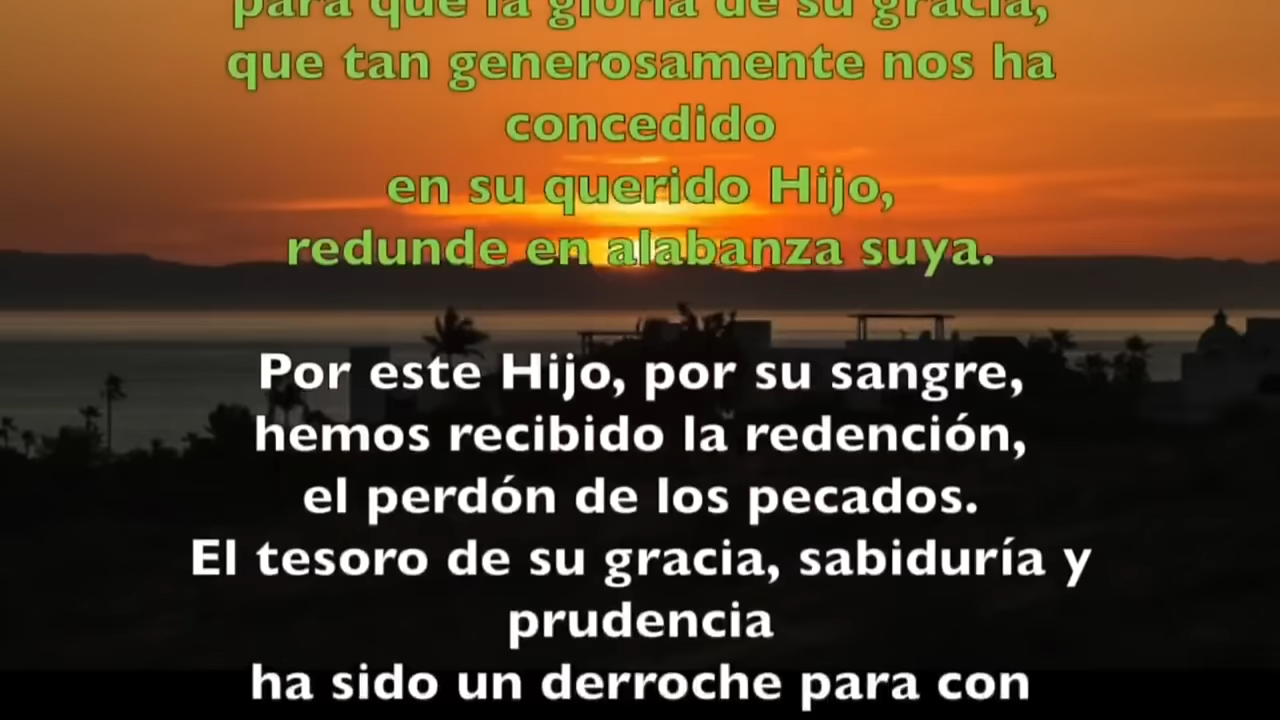 para que la gloria de su gracia,
que tan generosamente nos ha
concedido
en su querido Hijo,
redunde en alabanza suya.
Por este Hijo, por su sangre,
hemos recibido la redención,
el perdón de los pecados.
El tesoro de su gracia, sabiduría y
prudencia
ha sido un derroche para con